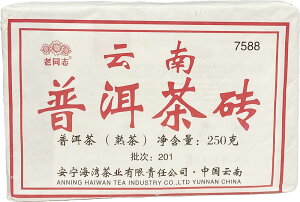 老同志
7588
云南
普洱茶砖
普洱茶（熟茶）净含量：250克
批次：201
安宁海湾茶业有限责任公司·中国云南
ANNING HAIWAN TEA INDUSTRY CO.,LTD YUNNAN CHINA